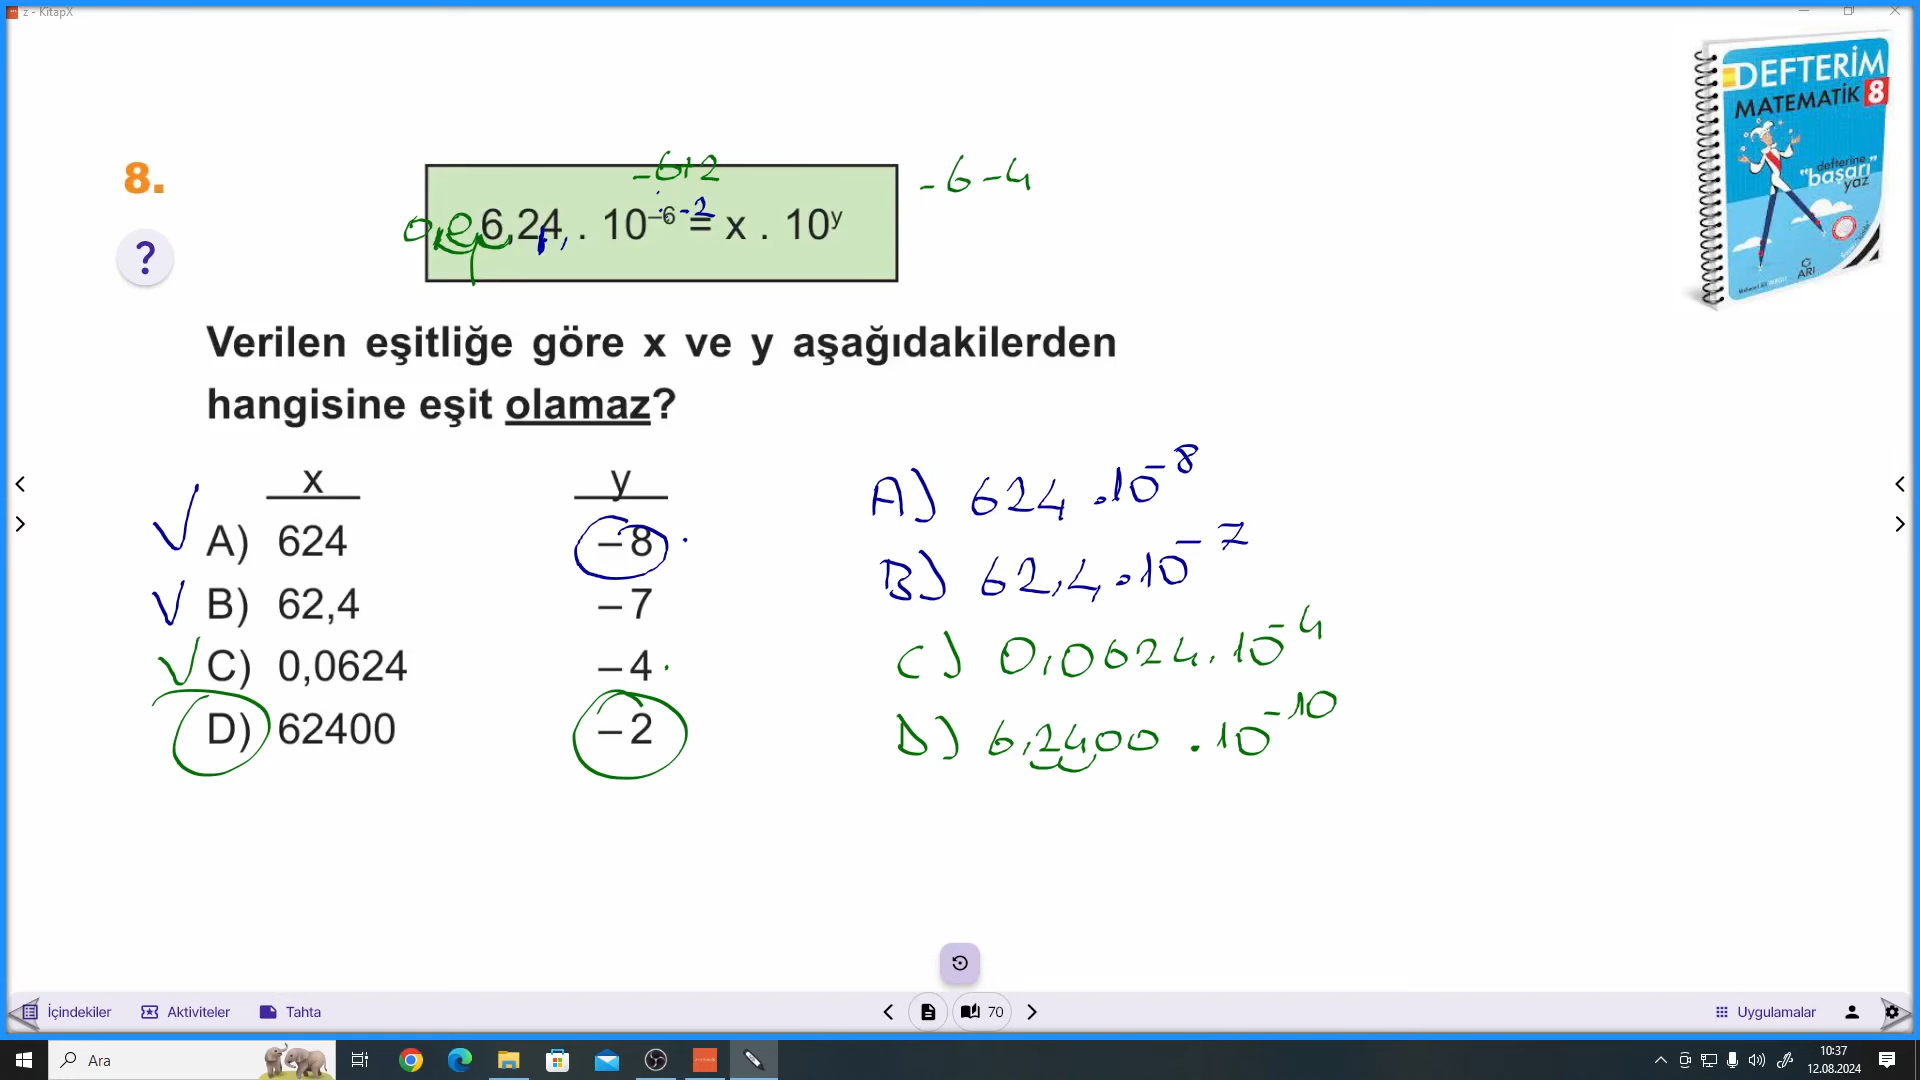 z - KitapX
DEFTERİM
MATEMATİK 8
defterine
"başarı"
yaz
ARI
8.
-6+2
-6-4
-2
0,0 6,24, . 10⁻⁶ = x . 10ʸ
?
Verilen eşitliğe göre x ve y aşağıdakilerden
hangisine eşit olamaz?
x y
A) 624 –8
B) 62,4 –7
C) 0,0624 –4
D) 62400 –2
A) 624 .10⁻⁸
B) 62,4.10⁻⁷
C) 0,0624.10⁻⁴
D) 6,2400 .10⁻¹⁰
İçindekiler Aktiviteler Tahta 70 Uygulamalar
Ara 10:37
12.08.2024